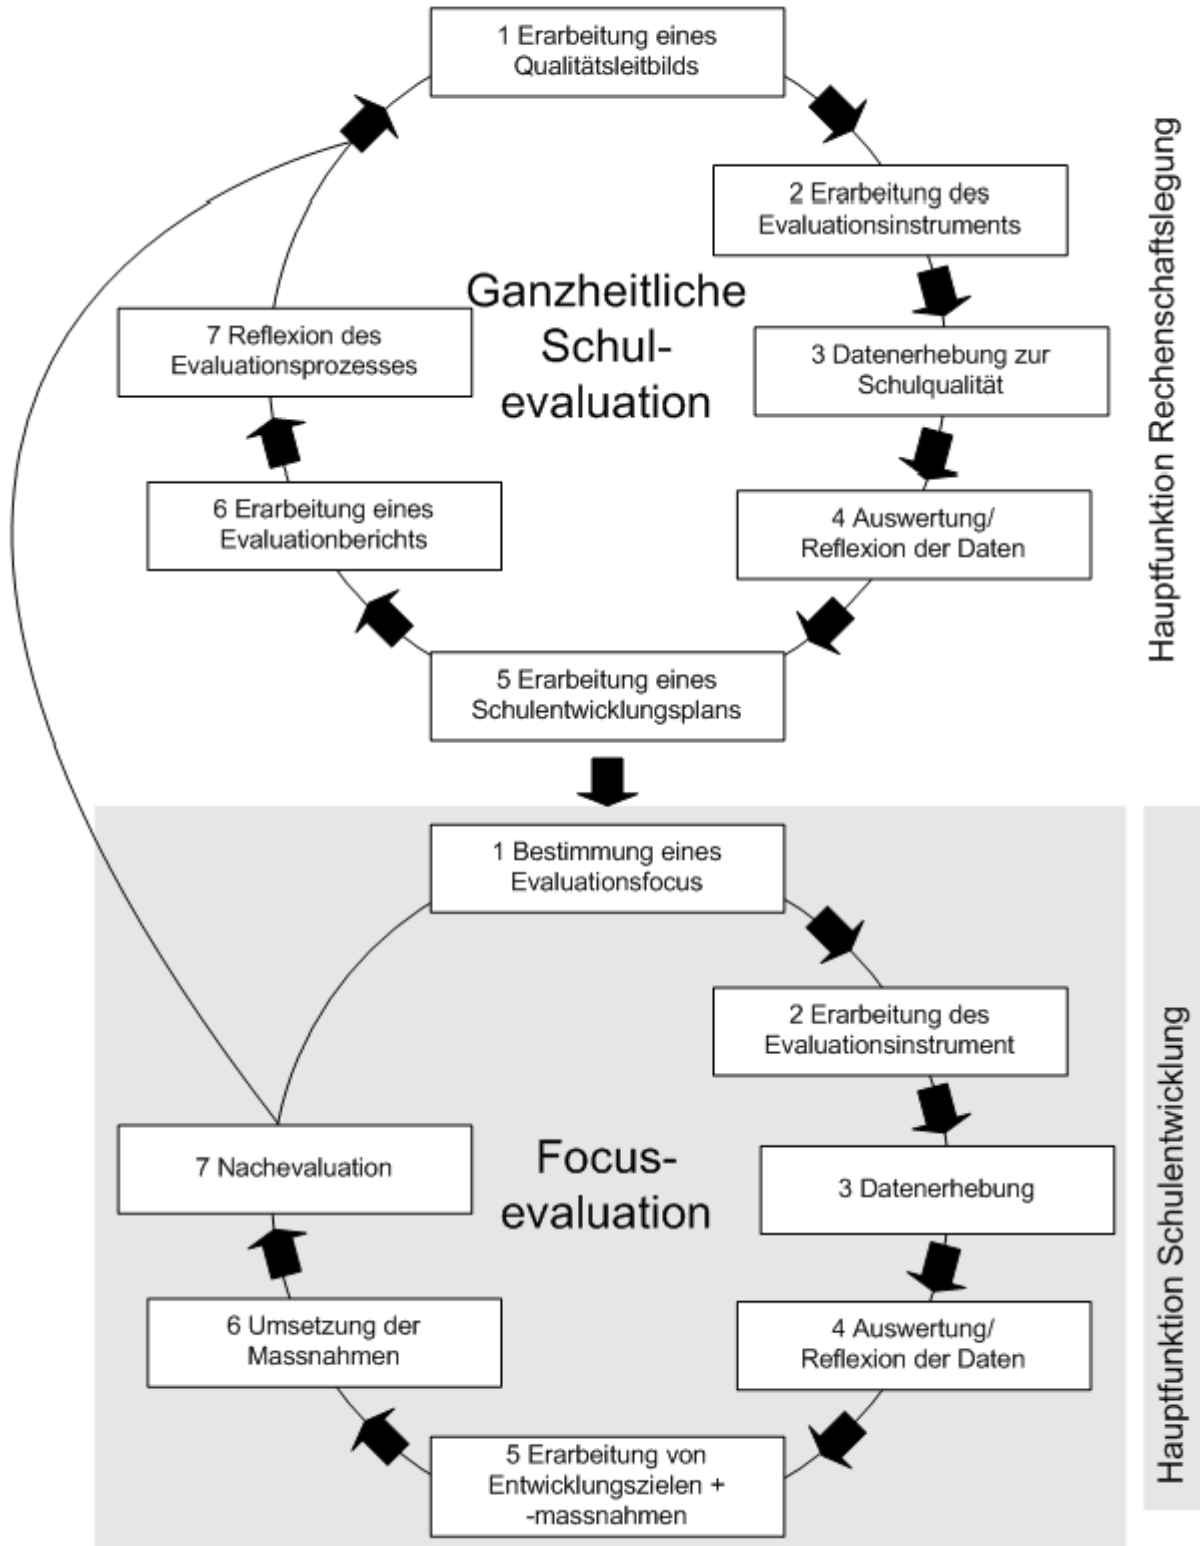 1 Erarbeitung eines
Qualitätsleitbilds
2 Erarbeitung des
Evaluationsinstruments
3 Datenerhebung zur
Schulqualität
4 Auswertung/
Reflexion der Daten
5 Erarbeitung eines
Schulentwicklungsplans
6 Erarbeitung eines
Evaluationberichts
7 Reflexion des
Evaluationsprozesses
Ganzheitliche
Schul-
evaluation
Hauptfunktion Rechenschaftslegung
1 Bestimmung eines
Evaluationsfocus
2 Erarbeitung des
Evaluationsinstrument
3 Datenerhebung
4 Auswertung/
Reflexion der Daten
5 Erarbeitung von
Entwicklungszielen +
-massnahmen
6 Umsetzung der
Massnahmen
7 Nachevaluation
Focus-
evaluation
Hauptfunktion Schulentwicklung